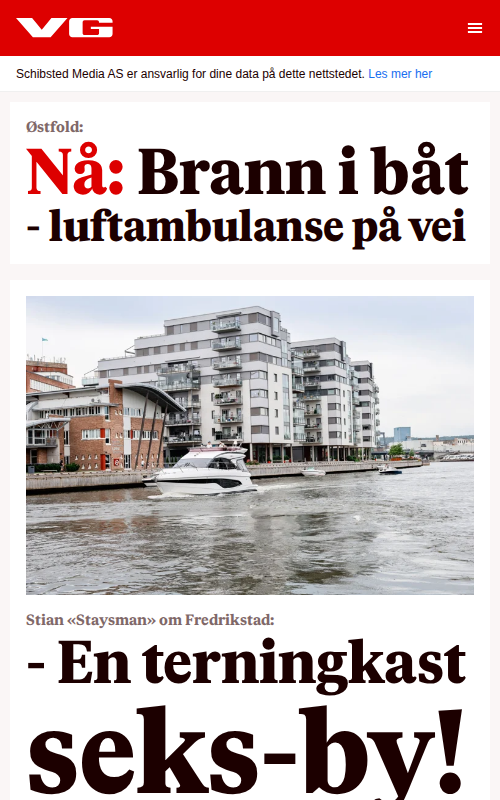 VG
Schibsted Media AS er ansvarlig for dine data på dette nettstedet. Les mer her
Østfold:
Nå: Brann i båt
- luftambulanse på vei
Stian «Staysman» om Fredrikstad:
- En terningkast
seks-by!